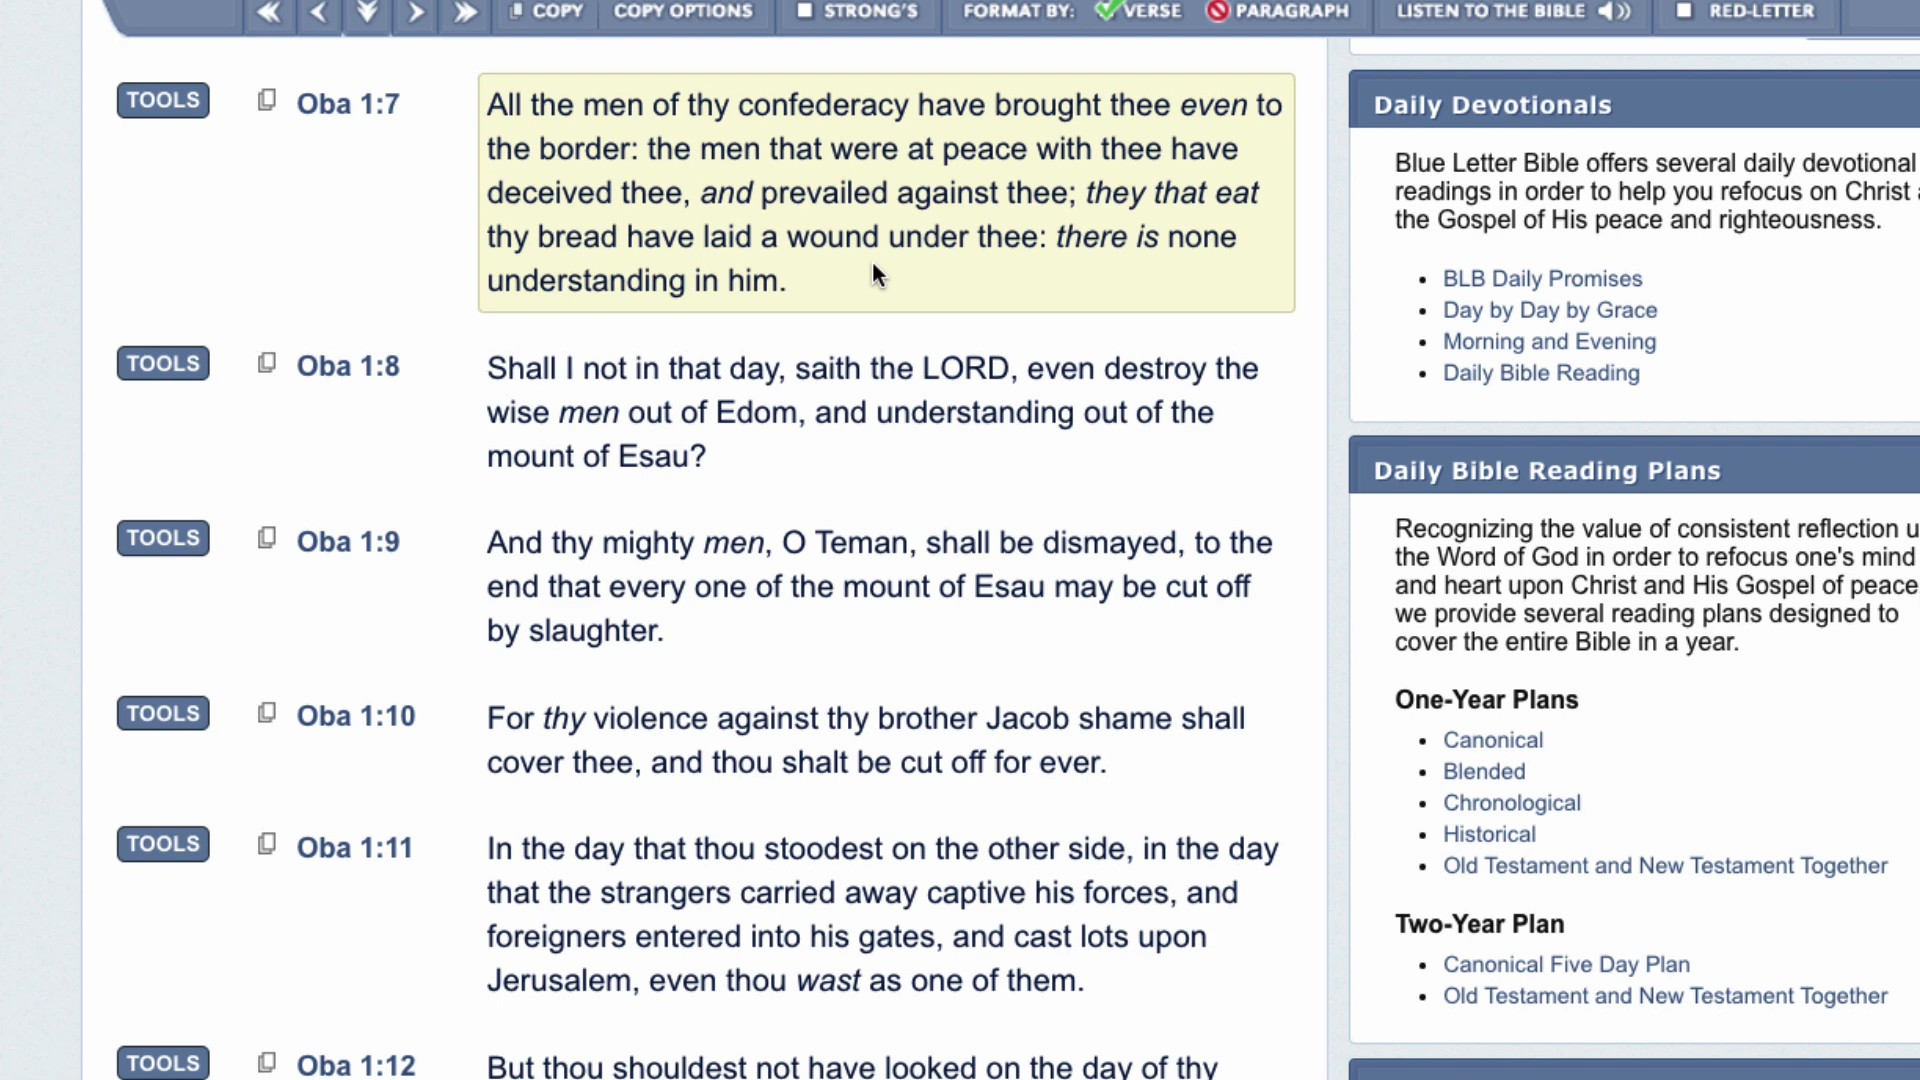 COPY COPY OPTIONS STRONG'S FORMAT BY: VERSE PARAGRAPH LISTEN TO THE BIBLE RED-LETTER
TOOLS Oba 1:7 All the men of thy confederacy have brought thee even to
the border: the men that were at peace with thee have
deceived thee, and prevailed against thee; they that eat
thy bread have laid a wound under thee: there is none
understanding in him.
TOOLS Oba 1:8 Shall I not in that day, saith the LORD, even destroy the
wise men out of Edom, and understanding out of the
mount of Esau?
TOOLS Oba 1:9 And thy mighty men, O Teman, shall be dismayed, to the
end that every one of the mount of Esau may be cut off
by slaughter.
TOOLS Oba 1:10 For thy violence against thy brother Jacob shame shall
cover thee, and thou shalt be cut off for ever.
TOOLS Oba 1:11 In the day that thou stoodest on the other side, in the day
that the strangers carried away captive his forces, and
foreigners entered into his gates, and cast lots upon
Jerusalem, even thou wast as one of them.
TOOLS Oba 1:12 But thou shouldest not have looked on the day of thy
Daily Devotionals
Blue Letter Bible offers several daily devotional
readings in order to help you refocus on Christ
the Gospel of His peace and righteousness.
• BLB Daily Promises
• Day by Day by Grace
• Morning and Evening
• Daily Bible Reading
Daily Bible Reading Plans
Recognizing the value of consistent reflection
the Word of God in order to refocus one's mind
and heart upon Christ and His Gospel of peace
we provide several reading plans designed to
cover the entire Bible in a year.
One-Year Plans
• Canonical
• Blended
• Chronological
• Historical
• Old Testament and New Testament Together
Two-Year Plan
• Canonical Five Day Plan
• Old Testament and New Testament Together